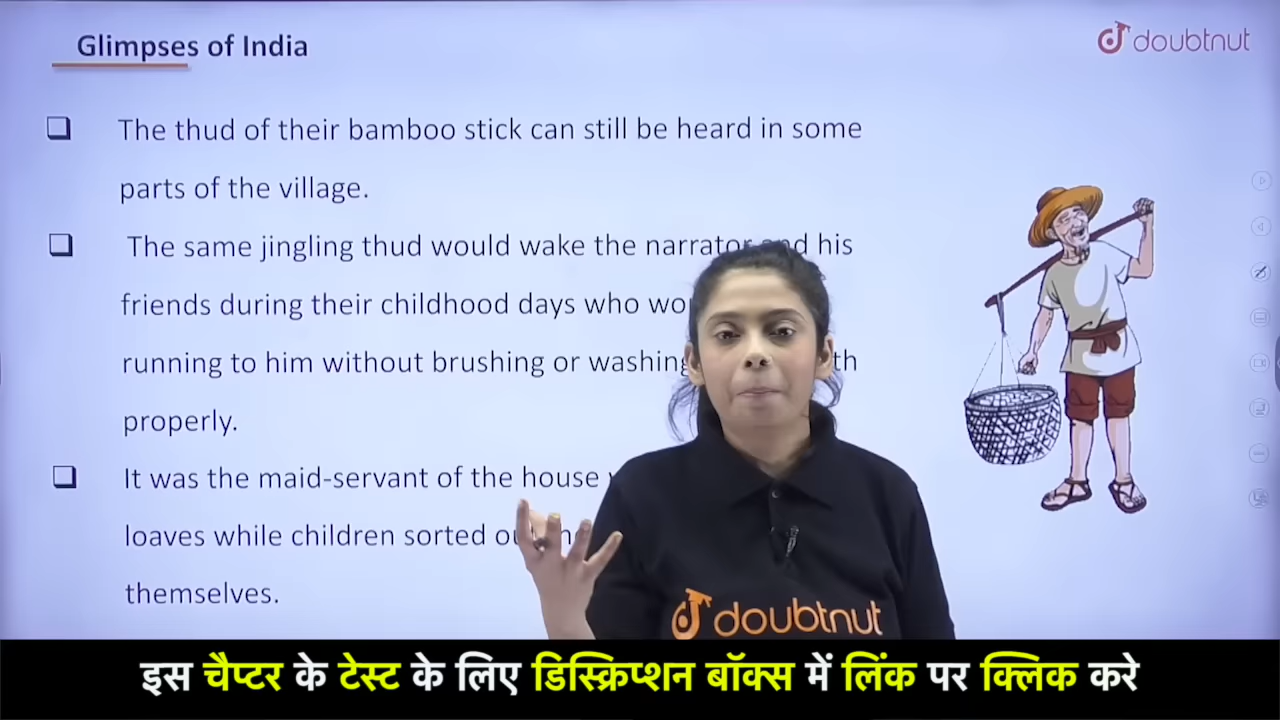 Glimpses of India
doubtnut
The thud of their bamboo stick can still be heard in some
parts of the village.
The same jingling thud would wake the narrator and his
friends during their childhood days who
running to him without brushing or washing
properly.
It was the maid-servant of the house
loaves while children sorted
themselves.
doubtnut
इस चैप्टर के टेस्ट के लिए डिस्क्रिप्शन बॉक्स में लिंक पर क्लिक करे